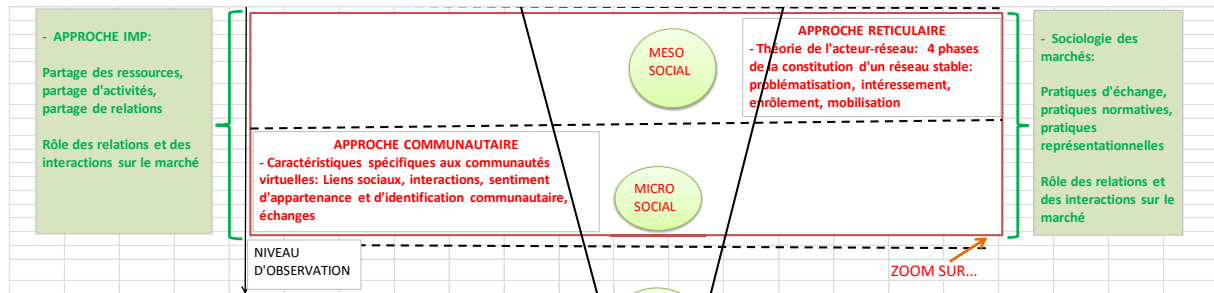 - APPROCHE IMP:
Partage des ressources,
partage d'activités,
partage de relations
Rôle des relations et des
interactions sur le marché
MESO
SOCIAL
APPROCHE RETICULAIRE
- Théorie de l'acteur-réseau: 4 phases
de la constitution d'un réseau stable:
problématisation, intéressement,
enrôlement, mobilisation
APPROCHE COMMUNAUTAIRE
- Caractéristiques spécifiques aux communautés
virtuelles: Liens sociaux, interactions, sentiment
d'appartenance et d'identification communautaire,
échanges
MICRO
SOCIAL
- Sociologie des
marchés:
Pratiques d'échange,
pratiques normatives,
pratiques
représentationnelles
Rôle des relations et
des interactions sur le
marché
NIVEAU
D'OBSERVATION
ZOOM SUR...